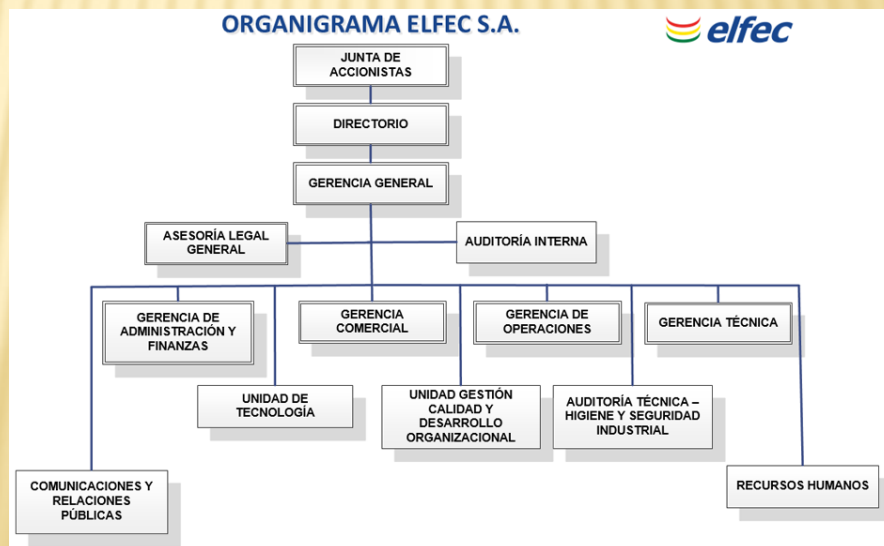 ORGANIGRAMA ELFEC S.A.
elfec
JUNTA DE
ACCIONISTAS
DIRECTORIO
GERENCIA GENERAL
ASESORÍA LEGAL
GENERAL
AUDITORÍA INTERNA
GERENCIA DE
ADMINISTRACIÓN Y
FINANZAS
GERENCIA
COMERCIAL
GERENCIA DE
OPERACIONES
GERENCIA TÉCNICA
UNIDAD DE
TECNOLOGÍA
UNIDAD GESTIÓN
CALIDAD Y
DESARROLLO
ORGANIZACIONAL
AUDITORÍA TÉCNICA –
HIGIENE Y SEGURIDAD
INDUSTRIAL
COMUNICACIONES Y
RELACIONES
PÚBLICAS
RECURSOS HUMANOS